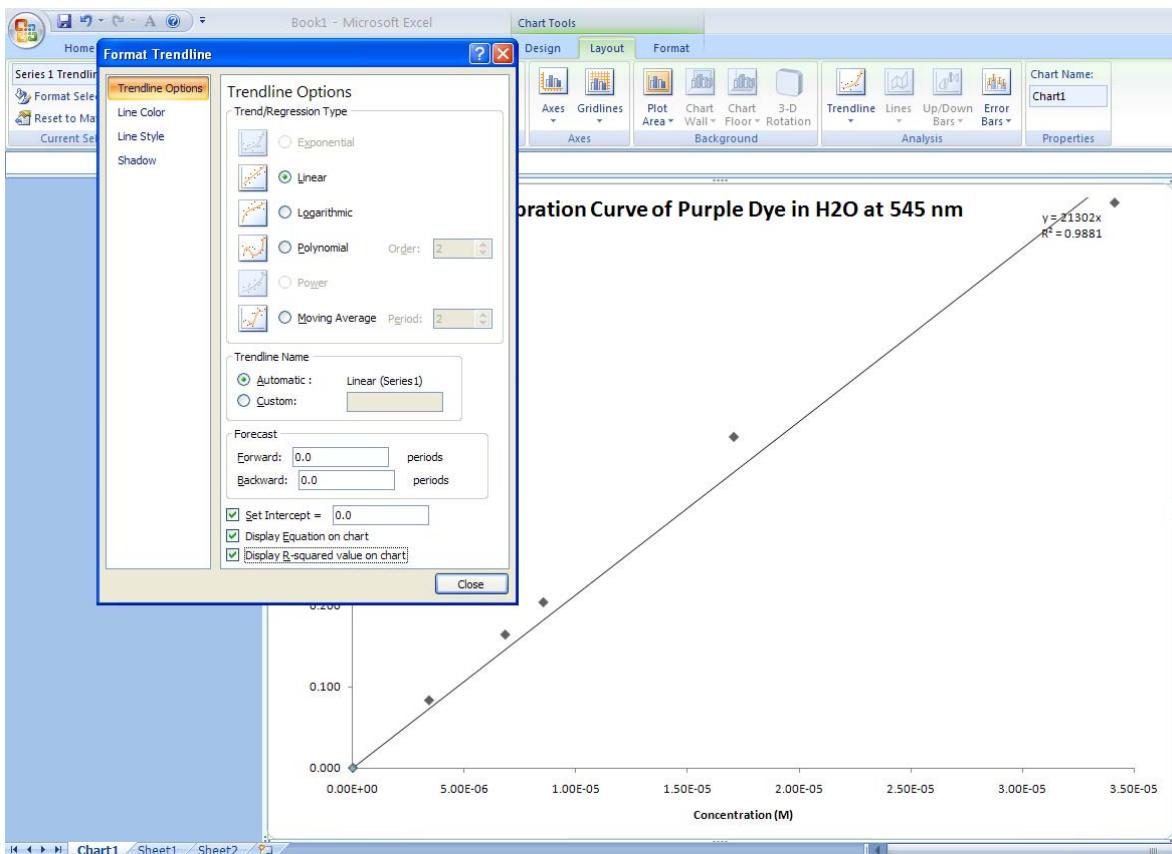 Book1 - Microsoft Excel
Chart Tools
Home
Design Layout Format
Series 1 Trendlin
Format Sele
Reset to Ma
Current Sel
Axes Gridlines
Axes
Plot Area
Chart Wall
Chart Floor
3-D Rotation
Background
Trendline Lines Up/Down Bars Error Bars
Analysis
Chart Name:
Chart1
Properties
Format Trendline
Trendline Options
Line Color
Line Style
Shadow
Trendline Options
Trend/Regression Type
Exponential
Linear
Logarithmic
Polynomial Order: 2
Power
Moving Average Period: 2
Trendline Name
Automatic : Linear (Series1)
Custom:
Forecast
Forward: 0.0 periods
Backward: 0.0 periods
Set Intercept = 0.0
Display Equation on chart
Display R-squared value on chart
Close
bration Curve of Purple Dye in H2O at 545 nm
y = 21302x
R² = 0.9881
0.200
0.100
0.000
0.00E+00 5.00E-06 1.00E-05 1.50E-05 2.00E-05 2.50E-05 3.00E-05 3.50E-05
Concentration (M)
Chart1 Sheet1 Sheet2